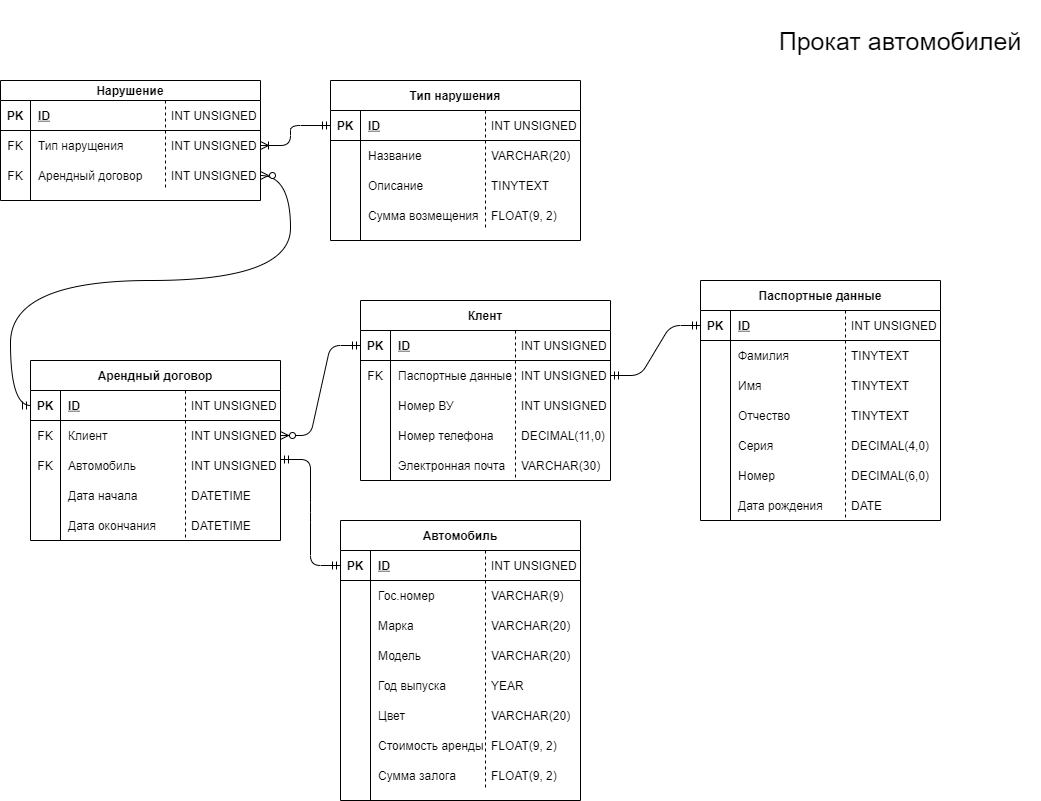 Прокат автомобилей
Нарушение
PK ID INT UNSIGNED
FK Тип нарущения INT UNSIGNED
FK Арендный договор INT UNSIGNED
Тип нарушения
PK ID INT UNSIGNED
Название VARCHAR(20)
Описание TINYTEXT
Сумма возмещения FLOAT(9, 2)
Арендный договор
PK ID INT UNSIGNED
FK Клиент INT UNSIGNED
FK Автомобиль INT UNSIGNED
Дата начала DATETIME
Дата окончания DATETIME
Клент
PK ID INT UNSIGNED
FK Паспортные данные INT UNSIGNED
Номер ВУ INT UNSIGNED
Номер телефона DECIMAL(11,0)
Электронная почта VARCHAR(30)
Паспортные данные
PK ID INT UNSIGNED
Фамилия TINYTEXT
Имя TINYTEXT
Отчество TINYTEXT
Серия DECIMAL(4,0)
Номер DECIMAL(6,0)
Дата рождения DATE
Автомобиль
PK ID INT UNSIGNED
Гос.номер VARCHAR(9)
Марка VARCHAR(20)
Модель VARCHAR(20)
Год выпуска YEAR
Цвет VARCHAR(20)
Стоимость аренды FLOAT(9, 2)
Сумма залога FLOAT(9, 2)